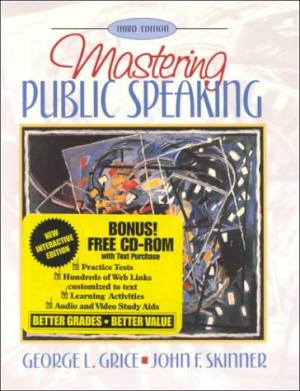 THIRD EDITION
Mastering
PUBLIC SPEAKING
NEW
INTERACTIVE
EDITION
BONUS!
FREE CD-ROM
with Text Purchase
Practice Tests
Hundreds of Web Links
customized to text
Learning Activities
Audio and Video Study Aids
BETTER GRADES • BETTER VALUE
GEORGE L. GRICE • JOHN F. SKINNER